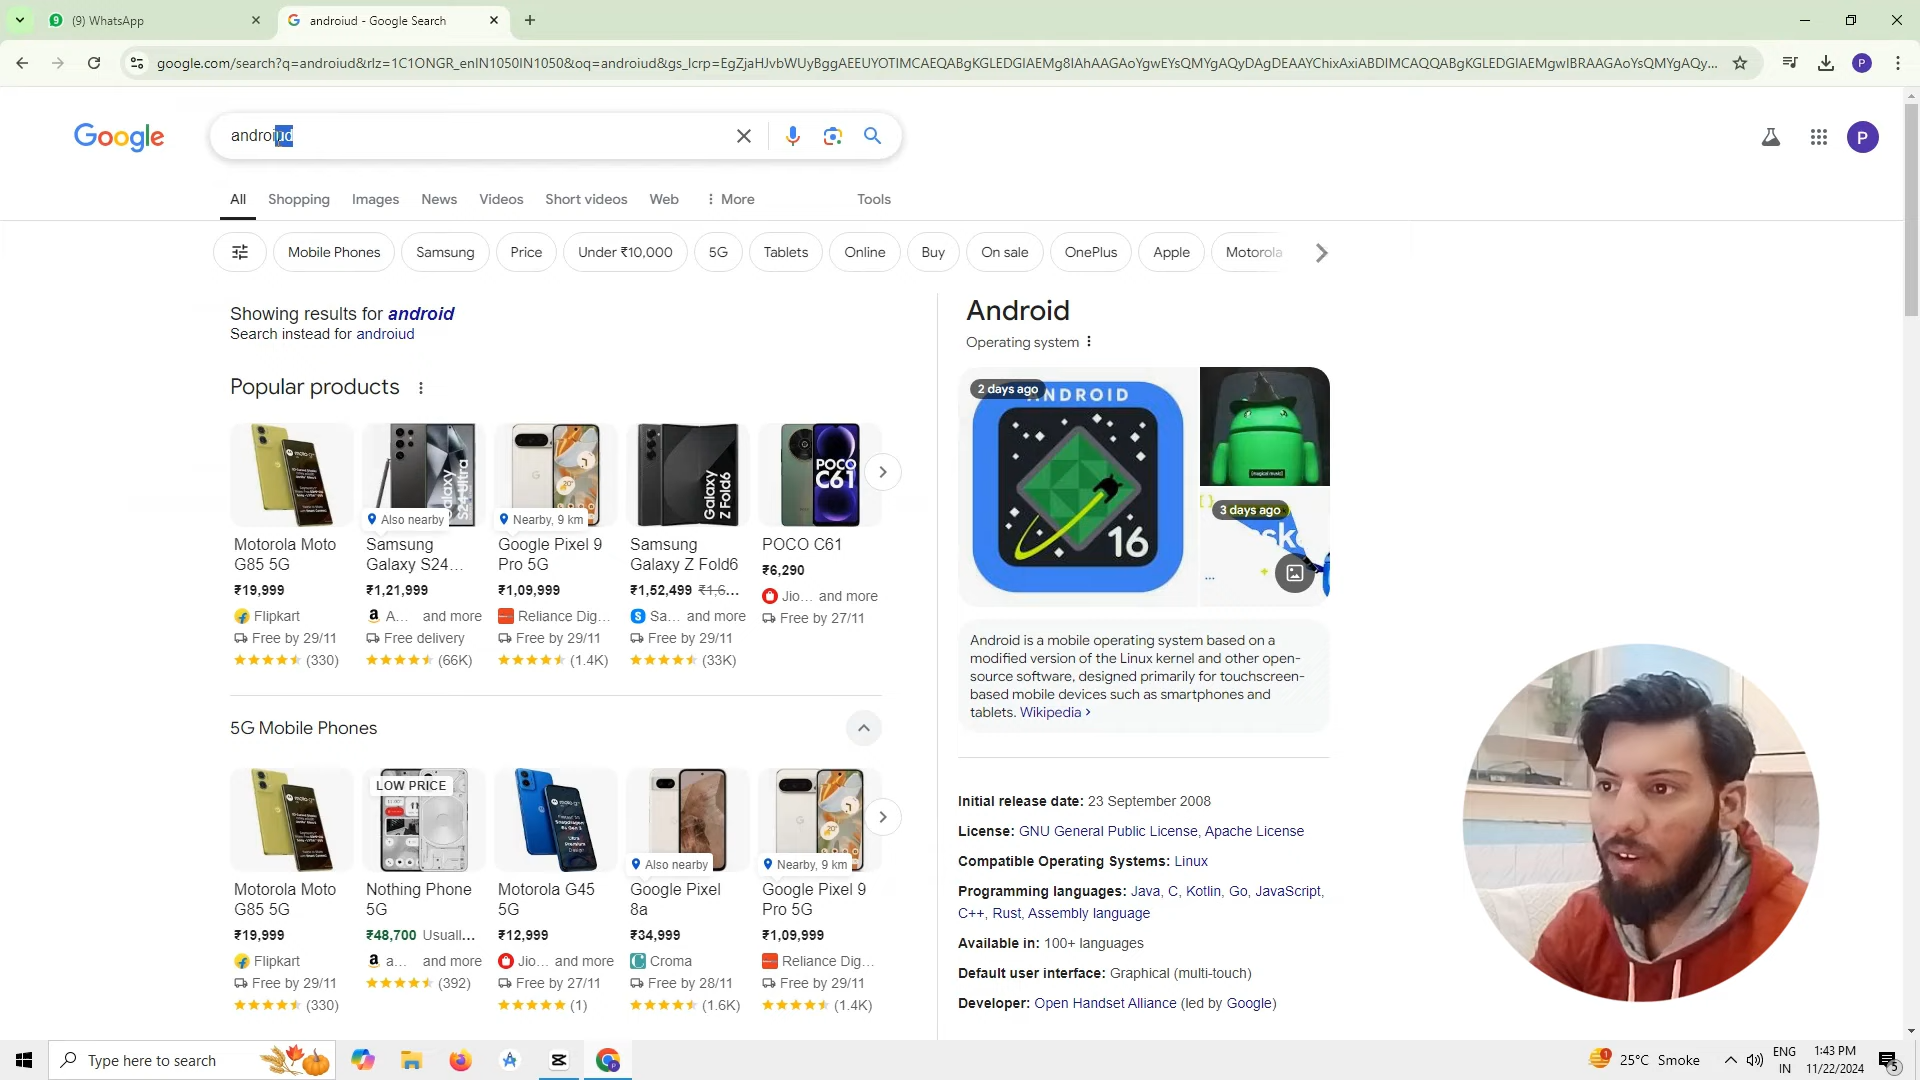 (9) WhatsApp
androiud - Google Search
google.com/search?q=androiud&rlz=1C1ONGR_enIN1050IN1050&oq=androiud&gs_lcrp=EgZjaHJvbWUyBggAEEUYOTIMCAEQABgKGLEDGIAEMg8IAhAAGAoYgwEYsQMYgAQyDAgDEAAYChixAxiABDIMCAQQABgKGLEDGIAEMgwIBRAAGAoYsQMYgAQy...
Google
androiud
P
All
Shopping
Images
News
Videos
Short videos
Web
More
Tools
Mobile Phones
Samsung
Price
Under ₹10,000
5G
Tablets
Online
Buy
On sale
OnePlus
Apple
Motorola
Showing results for android
Search instead for androiud
Popular products
Also nearby
Nearby, 9 km
Galaxy S24 Ultra
Galaxy Z Fold6
POCO C61
Motorola Moto G85 5G
₹19,999
Flipkart
Free by 29/11
(330)
Samsung Galaxy S24...
₹1,21,999
A... and more
Free delivery
(66K)
Google Pixel 9 Pro 5G
₹1,09,999
Reliance Dig...
Free by 29/11
(1.4K)
Samsung Galaxy Z Fold6
₹1,52,499 ₹1,6...
Sa... and more
Free by 29/11
(33K)
POCO C61
₹6,290
Jio... and more
Free by 27/11
5G Mobile Phones
LOW PRICE
Also nearby
Nearby, 9 km
Motorola Moto G85 5G
₹19,999
Flipkart
Free by 29/11
(330)
Nothing Phone 5G
₹48,700 Usuall...
a... and more
(392)
Motorola G45 5G
₹12,999
Jio... and more
Free by 27/11
(1)
Google Pixel 8a
₹34,999
Croma
Free by 28/11
(1.6K)
Google Pixel 9 Pro 5G
₹1,09,999
Reliance Dig...
Free by 29/11
(1.4K)
Android
Operating system
2 days ago
ANDROID
16
[magical music]
3 days ago
Android is a mobile operating system based on a
modified version of the Linux kernel and other open-
source software, designed primarily for touchscreen-
based mobile devices such as smartphones and
tablets. Wikipedia
Initial release date: 23 September 2008
License: GNU General Public License, Apache License
Compatible Operating Systems: Linux
Programming languages: Java, C, Kotlin, Go, JavaScript,
C++, Rust, Assembly language
Available in: 100+ languages
Default user interface: Graphical (multi-touch)
Developer: Open Handset Alliance (led by Google)
Type here to search
25°C Smoke
ENG
IN
1:43 PM
11/22/2024
5